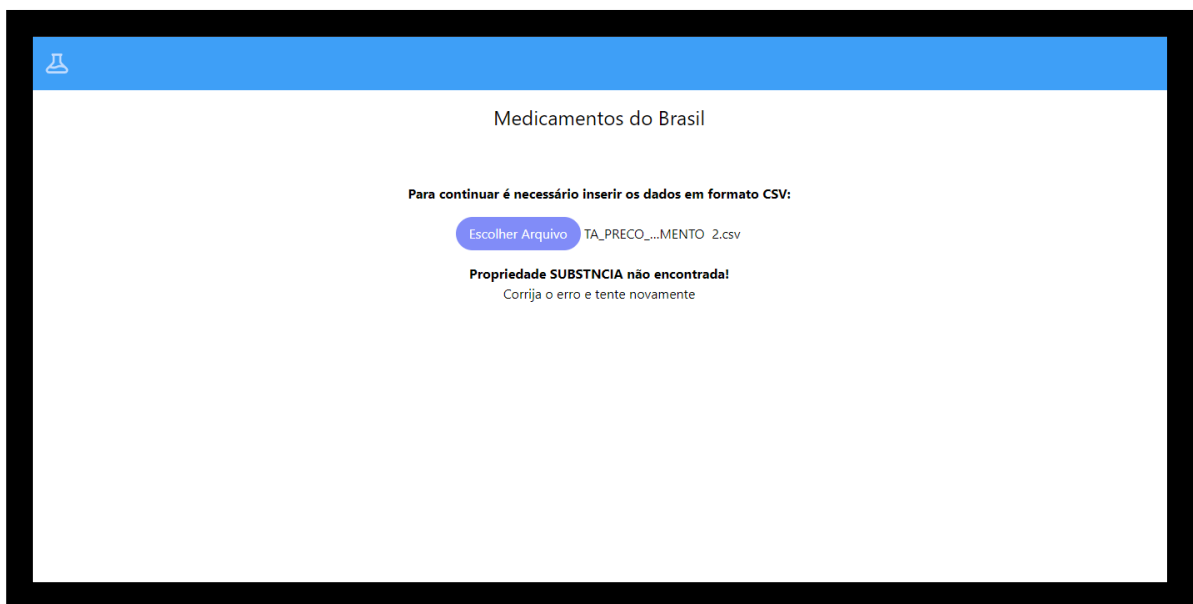 Medicamentos do Brasil
Para continuar é necessário inserir os dados em formato CSV:
Escolher Arquivo TA_PRECO_...MENTO 2.csv
Propriedade SUBSTNCIA não encontrada!
Corrija o erro e tente novamente